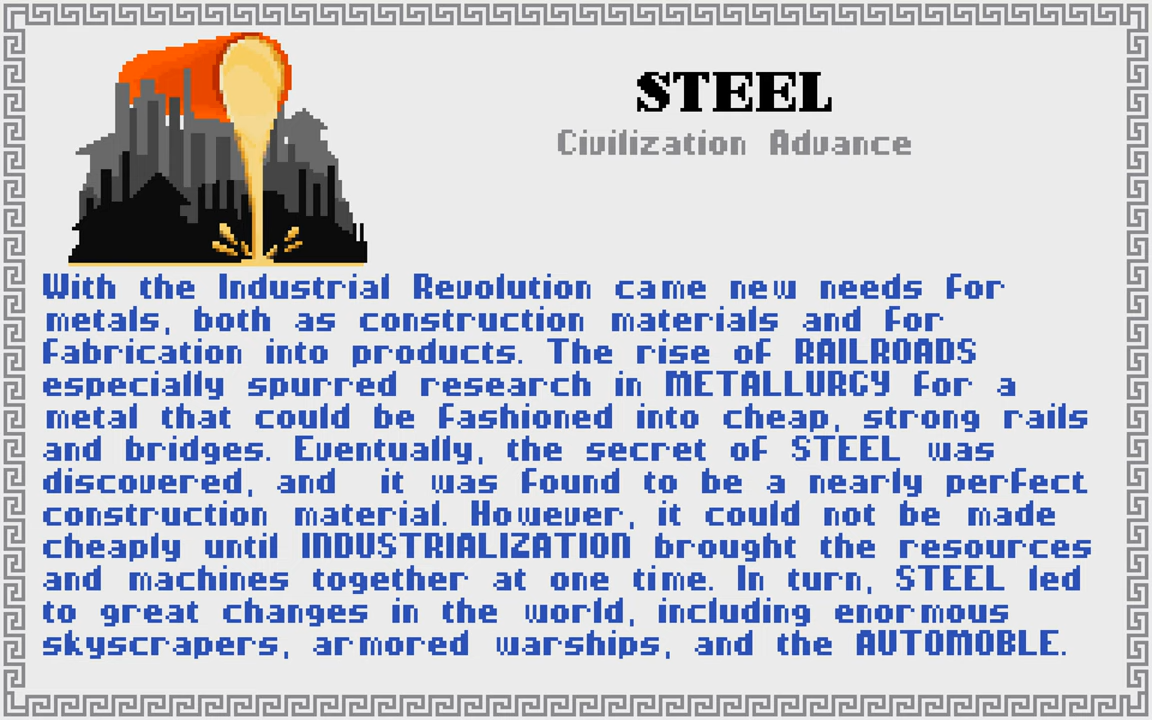 STEEL
Civilization Advance
With the Industrial Revolution came new needs for
metals, both as construction materials and for
fabrication into products. The rise of RAILROADS
especially spurred research in METALLURGY for a
metal that could be fashioned into cheap, strong rails
and bridges. Eventually, the secret of STEEL was
discovered, and  it was found to be a nearly perfect
construction material. However, it could not be made
cheaply until INDUSTRIALIZATION brought the resources
and machines together at one time. In turn, STEEL led
to great changes in the world, including enormous
skyscrapers, armored warships, and the AUTOMOBLE.